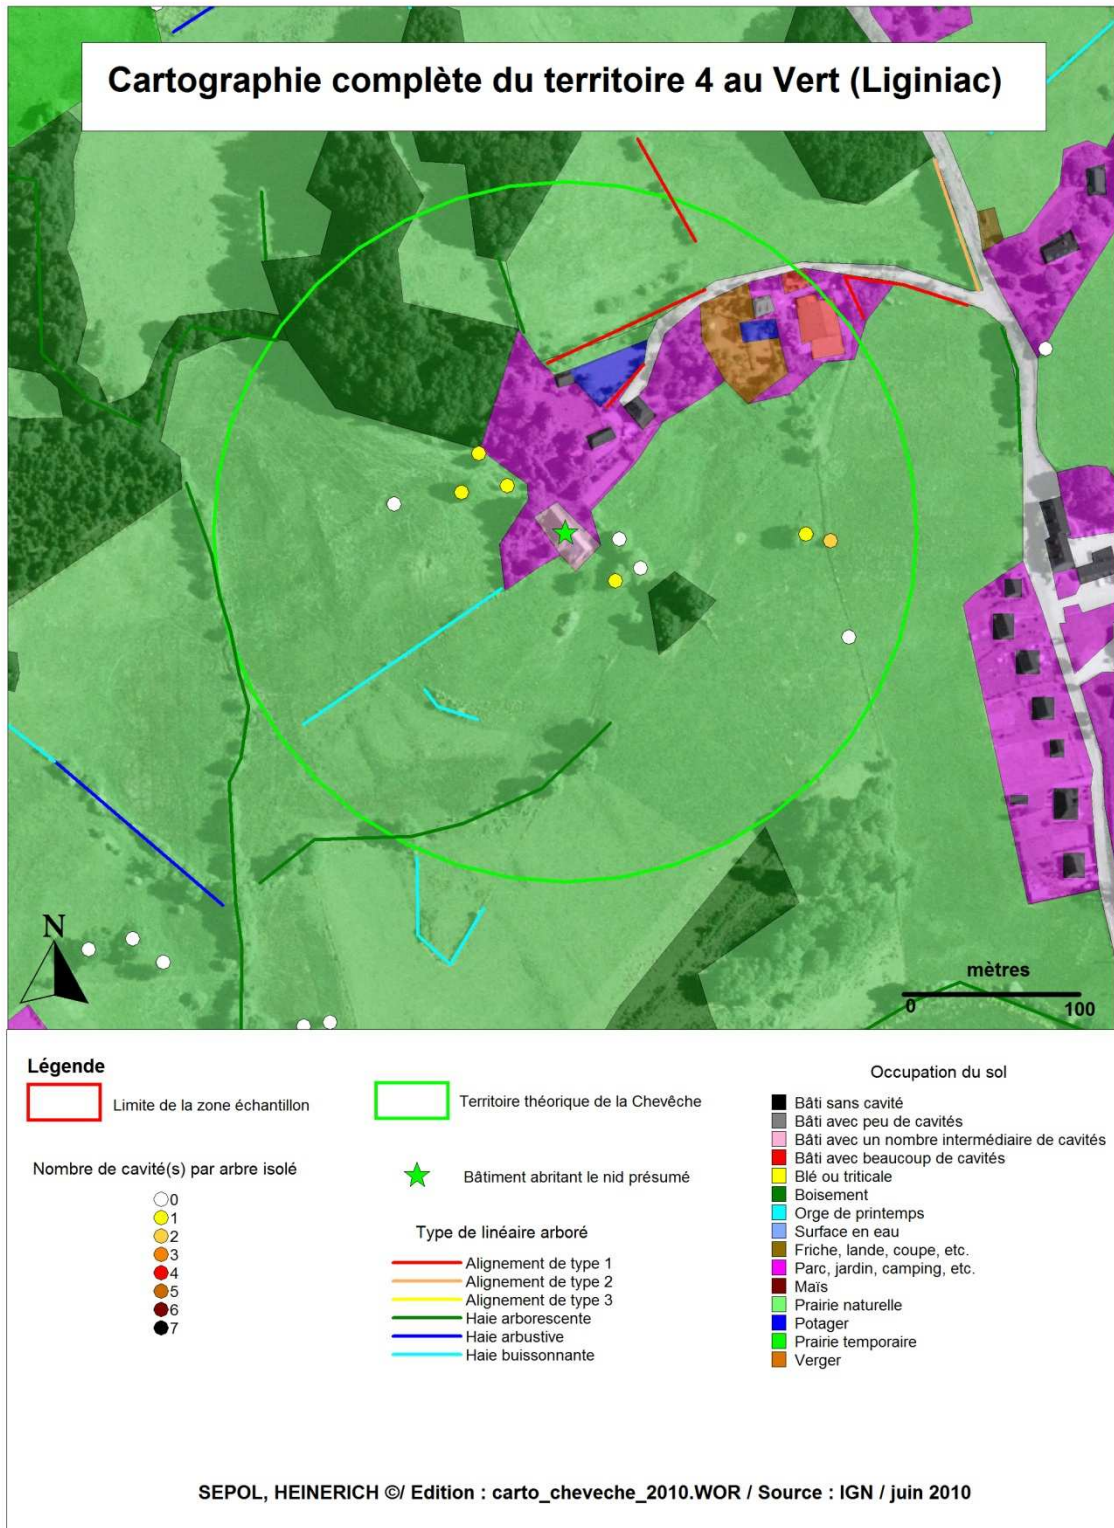 Cartographie complète du territoire 4 au Vert (Liginiac)
N
mètres
0 100
Légende
Limite de la zone échantillon
Nombre de cavité(s) par arbre isolé
0
1
2
3
4
5
6
7
Territoire théorique de la Chevêche
Bâtiment abritant le nid présumé
Type de linéaire arboré
Alignement de type 1
Alignement de type 2
Alignement de type 3
Haie arborescente
Haie arbustive
Haie buissonnante
Occupation du sol
Bâti sans cavité
Bâti avec peu de cavités
Bâti avec un nombre intermédiaire de cavités
Bâti avec beaucoup de cavités
Blé ou triticale
Boisement
Orge de printemps
Surface en eau
Friche, lande, coupe, etc.
Parc, jardin, camping, etc.
Maïs
Prairie naturelle
Potager
Prairie temporaire
Verger
SEPOL, HEINERICH ©/ Edition : carto_cheveche_2010.WOR / Source : IGN / juin 2010